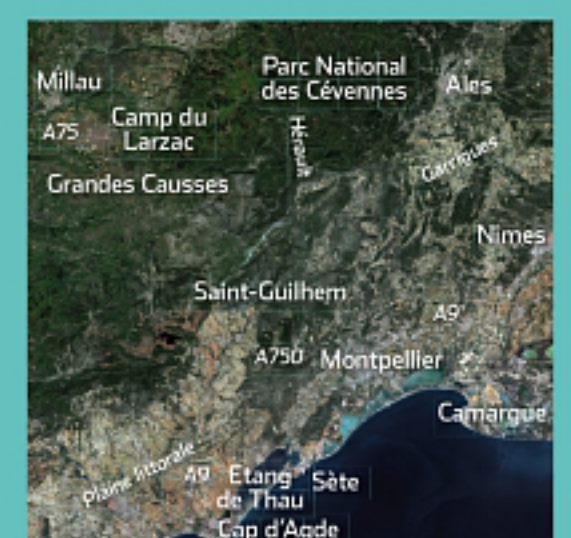 Parc National
des Cévennes
Millau
Ales
Camp du
Larzac
A75
Hérault
Garrigues
Grandes Causses
Nimes
Saint-Guilhem
A9
A750
Montpellier
Camargue
Plaine littorale
A9
Etang
de Thau
Sète
Cap d'Agde